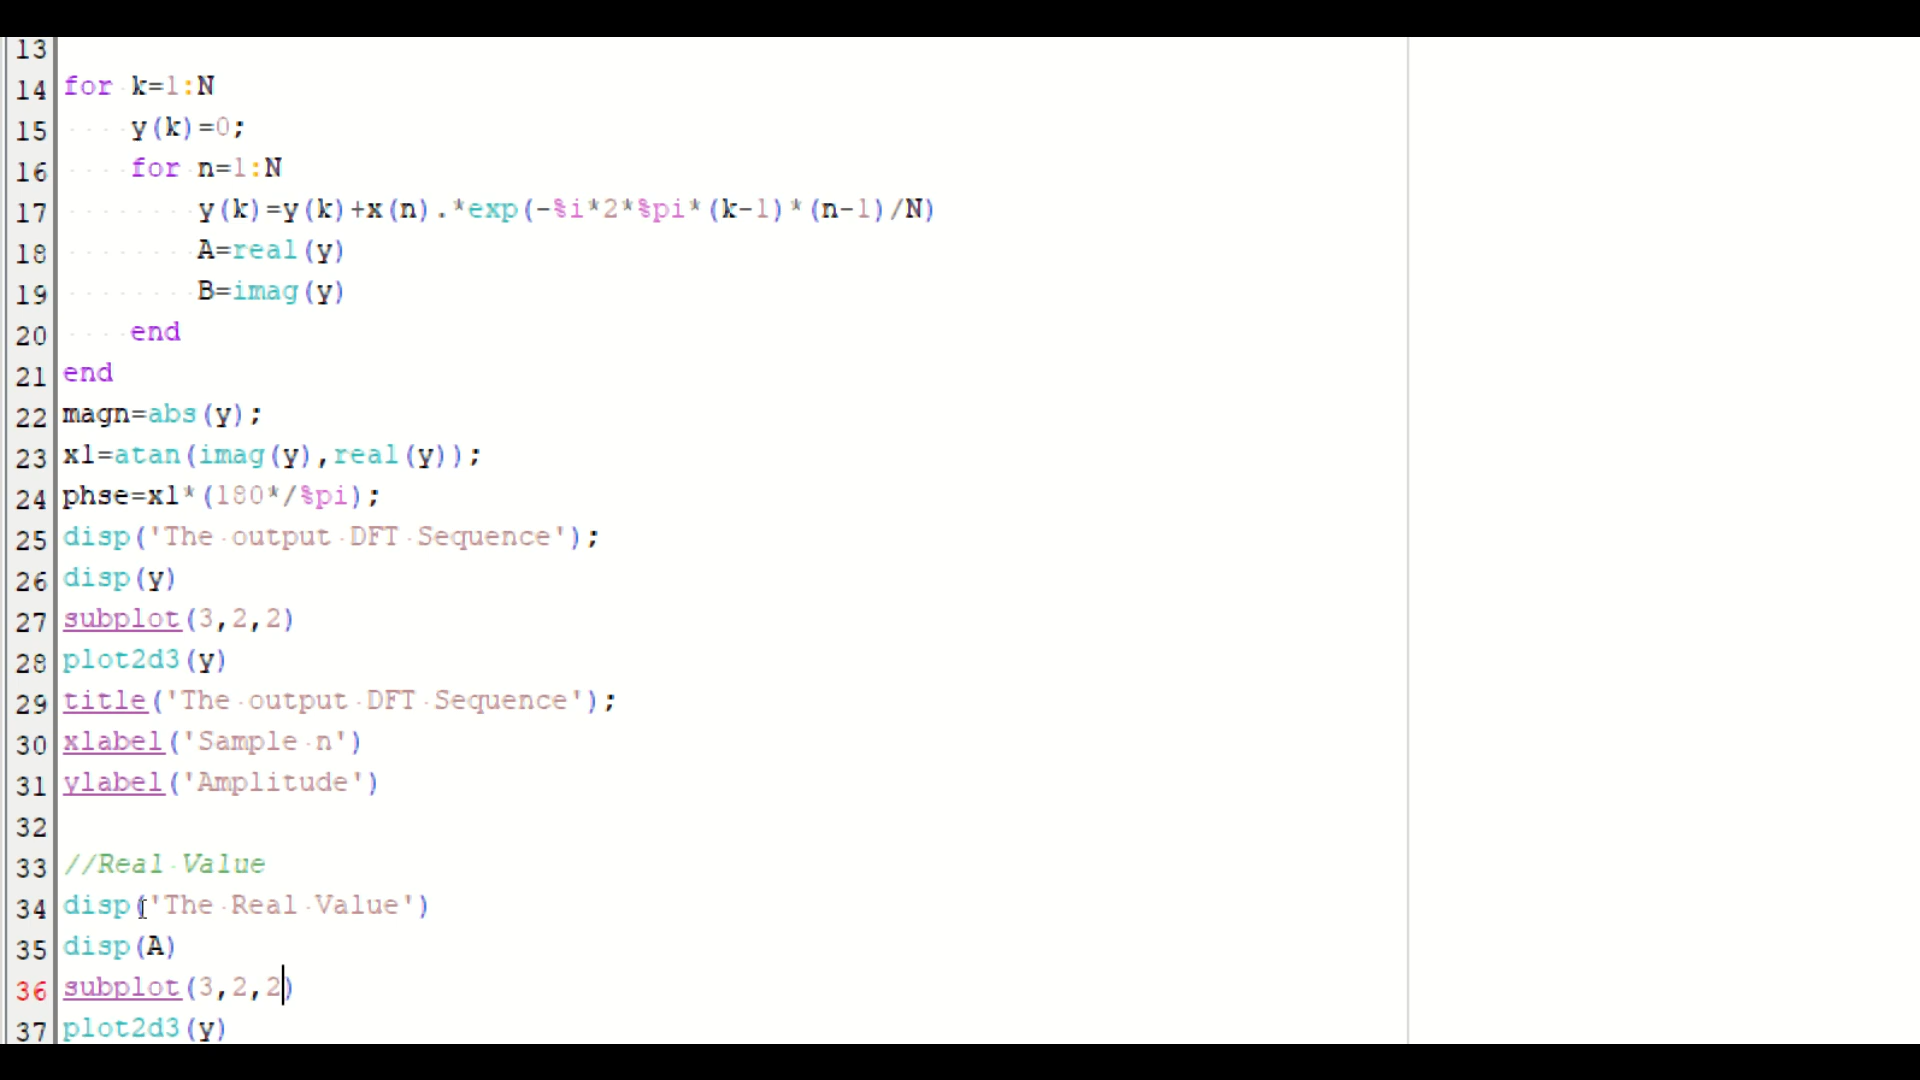 13
14 for k=1:N
15 y(k)=0;
16 for n=1:N
17 y(k)=y(k)+x(n).*exp(-%i*2*%pi*(k-1)*(n-1)/N)
18 A=real(y)
19 B=imag(y)
20 end
21 end
22 magn=abs(y);
23 x1=atan(imag(y),real(y));
24 phse=x1*(180*/%pi);
25 disp('The output DFT Sequence');
26 disp(y)
27 subplot(3,2,2)
28 plot2d3(y)
29 title('The output DFT Sequence');
30 xlabel('Sample n')
31 ylabel('Amplitude')
32
33 //Real Value
34 disp('The Real Value')
35 disp(A)
36 subplot(3,2,2)
37 plot2d3(y)